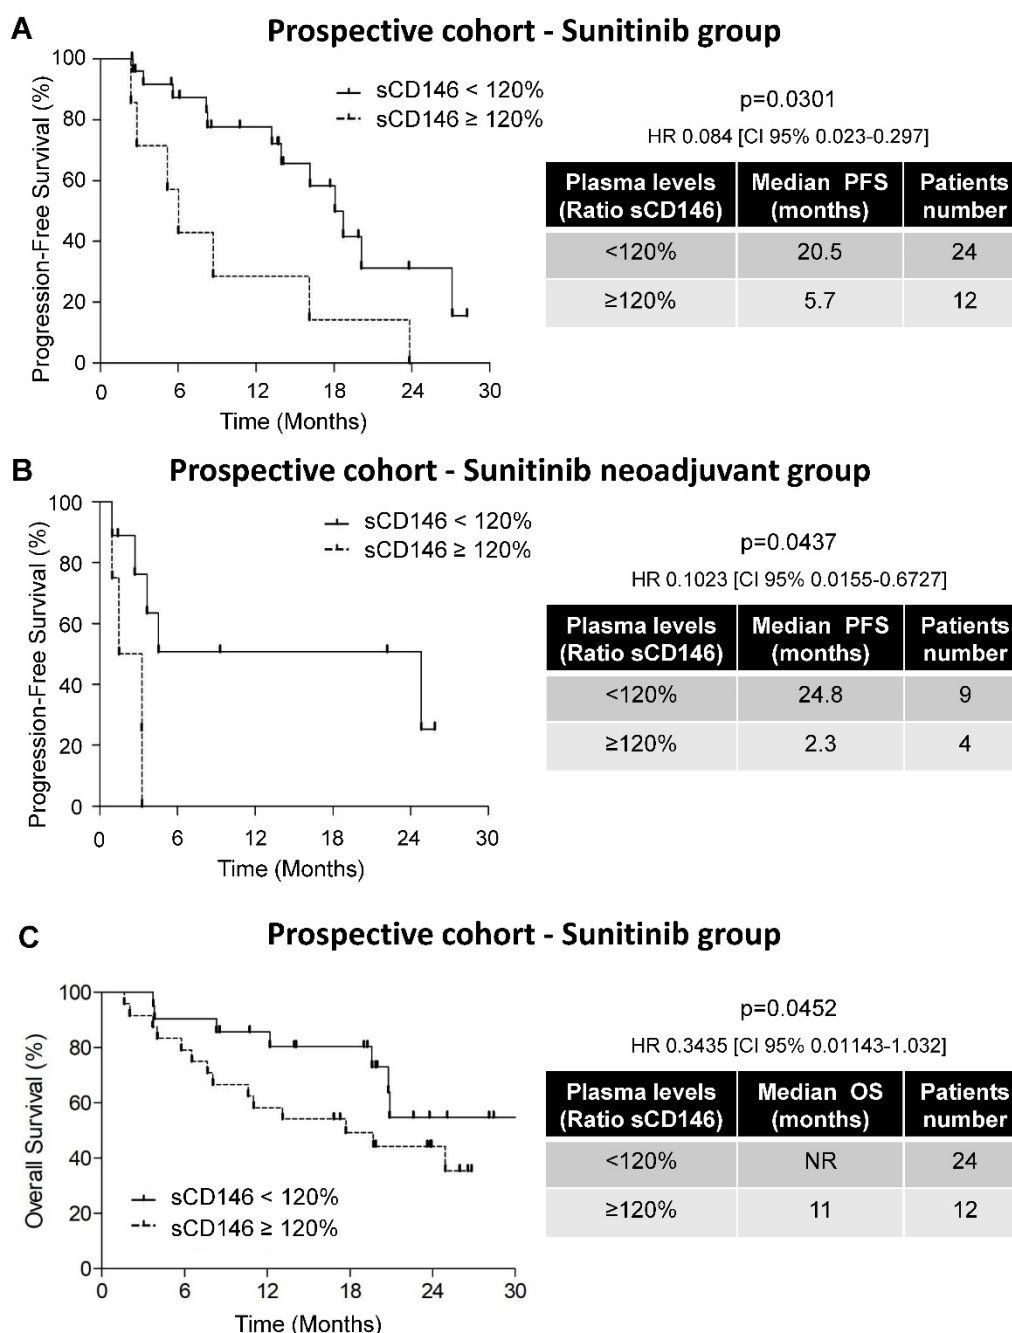 A
Prospective cohort - Sunitinib group
Progression-Free Survival (%)
100
80
60
40
20
0
0 6 12 18 24 30
Time (Months)
sCD146 < 120%
sCD146 ≥ 120%
p=0.0301
HR 0.084 [CI 95% 0.023-0.297]
Plasma levels (Ratio sCD146) Median PFS (months) Patients number
<120% 20.5 24
≥120% 5.7 12
B
Prospective cohort - Sunitinib neoadjuvant group
Progression-Free Survival (%)
100
80
60
40
20
0
0 6 12 18 24 30
Time (Months)
sCD146 < 120%
sCD146 ≥ 120%
p=0.0437
HR 0.1023 [CI 95% 0.0155-0.6727]
Plasma levels (Ratio sCD146) Median PFS (months) Patients number
<120% 24.8 9
≥120% 2.3 4
C
Prospective cohort - Sunitinib group
Overall Survival (%)
100
80
60
40
20
0
0 6 12 18 24 30
Time (Months)
sCD146 < 120%
sCD146 ≥ 120%
p=0.0452
HR 0.3435 [CI 95% 0.01143-1.032]
Plasma levels (Ratio sCD146) Median OS (months) Patients number
<120% NR 24
≥120% 11 12